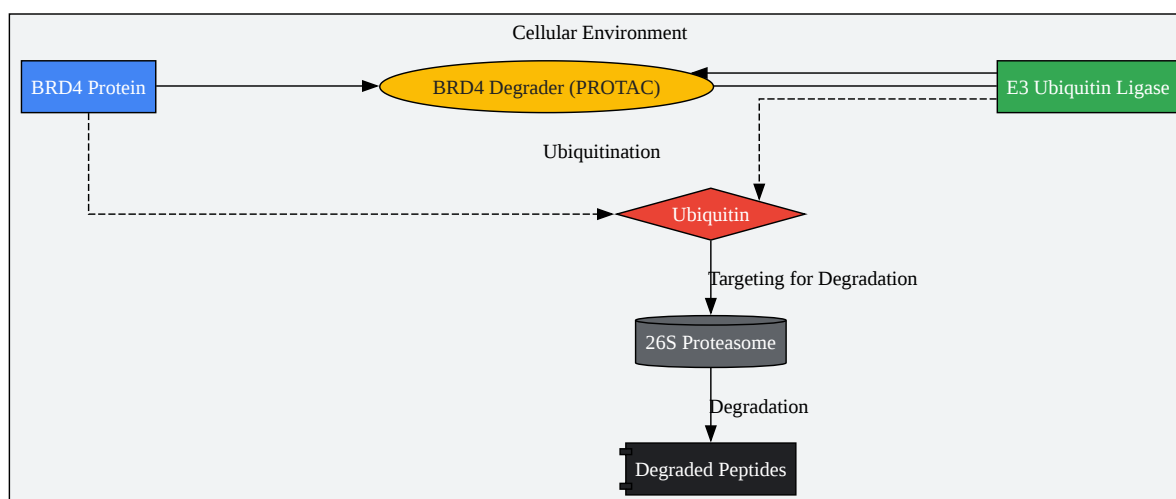 Cellular Environment
BRD4 Protein
BRD4 Degrader (PROTAC)
E3 Ubiquitin Ligase
Ubiquitination
Ubiquitin
Targeting for Degradation
26S Proteasome
Degradation
Degraded Peptides